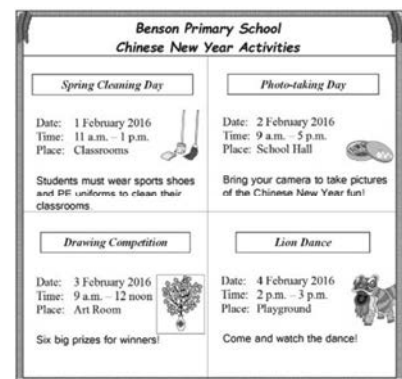 Benson Primary School
Chinese New Year Activities
Spring Cleaning Day
Date: 1 February 2016
Time: 11 a.m. – 1 p.m.
Place: Classrooms
Students must wear sports shoes
and PE uniforms to clean their
classrooms.
Photo-taking Day
Date: 2 February 2016
Time: 9 a.m. – 5 p.m.
Place: School Hall
Bring your camera to take pictures
of the Chinese New Year fun!
Drawing Competition
Date: 3 February 2016
Time: 9 a.m. – 12 noon
Place: Art Room
Six big prizes for winners!
Lion Dance
Date: 4 February 2016
Time: 2 p.m. – 3 p.m.
Place: Playground
Come and watch the dance!